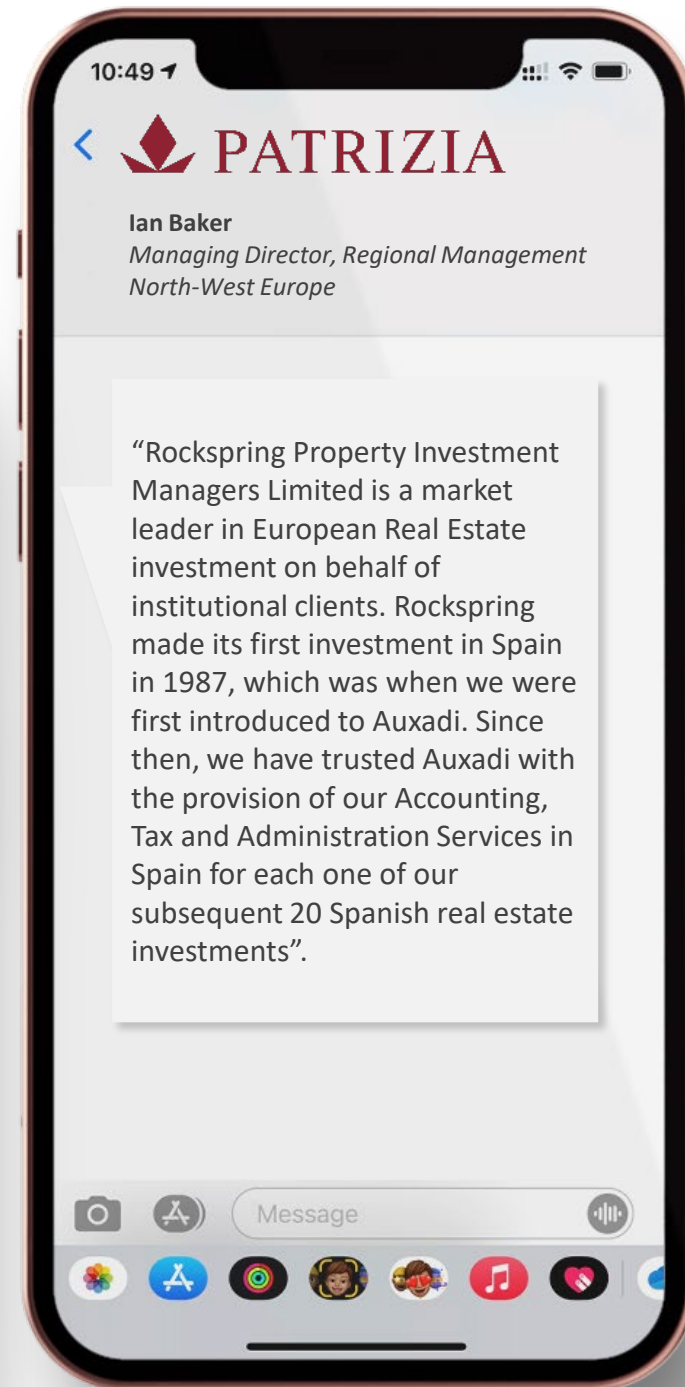 10:49
PATRIZIA
Ian Baker
Managing Director, Regional Management
North-West Europe
“Rockspring Property Investment
Managers Limited is a market
leader in European Real Estate
investment on behalf of
institutional clients. Rockspring
made its first investment in Spain
in 1987, which was when we were
first introduced to Auxadi. Since
then, we have trusted Auxadi with
the provision of our Accounting,
Tax and Administration Services in
Spain for each one of our
subsequent 20 Spanish real estate
investments”.
Message